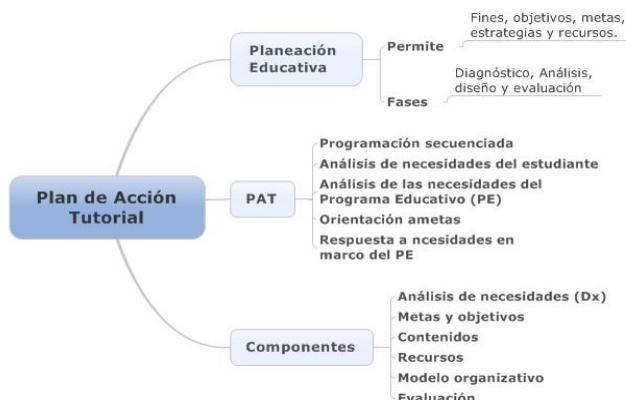 Fines, objetivos, metas,
estrategias y recursos.
Planeación
Educativa
Permite
Diagnóstico, Análisis,
diseño y evaluación
Fases
Programación secuenciada
Análisis de necesidades del estudiante
Análisis de las necesidades del
Programa Educativo (PE)
Plan de Acción
Tutorial
PAT
Orientación ametas
Respuesta a ncesidades en
marco del PE
Análisis de necesidades (Dx)
Metas y objetivos
Contenidos
Componentes
Recursos
Modelo organizativo
Evaluación